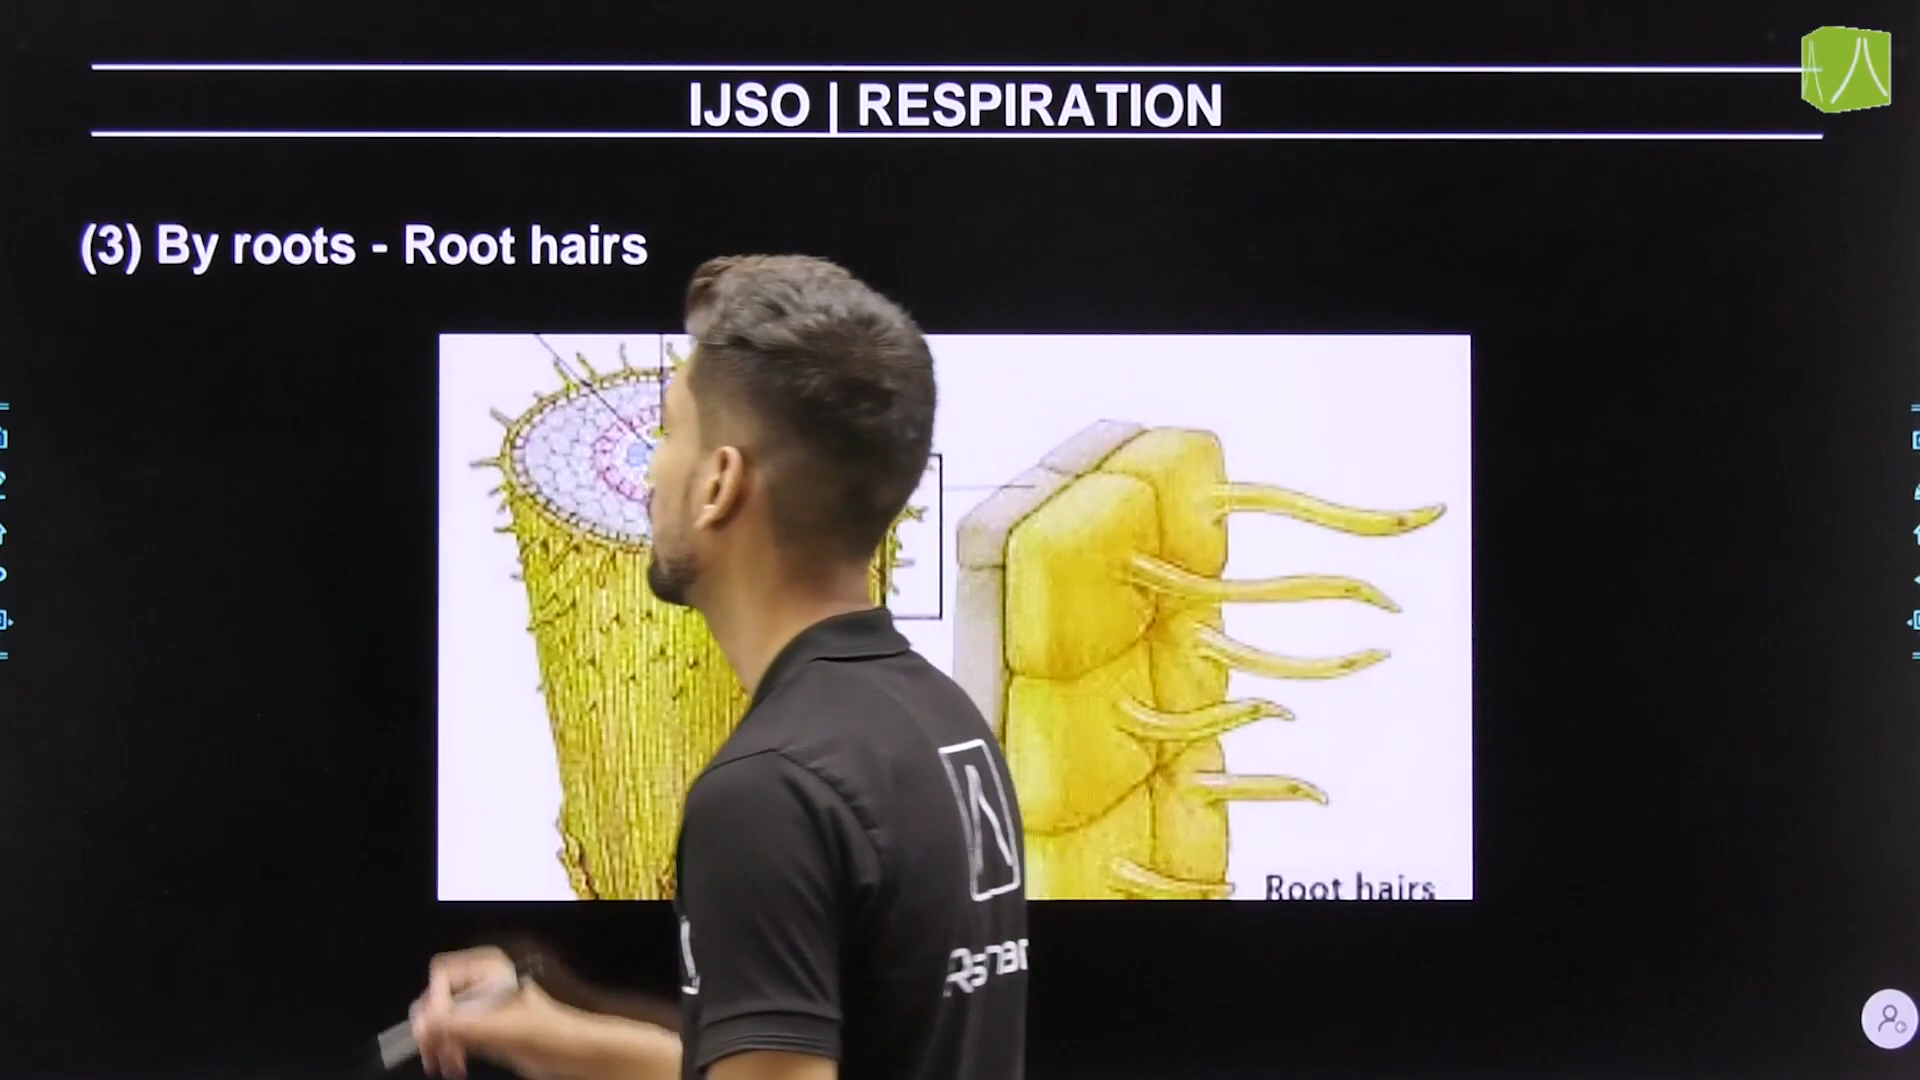 IJSO | RESPIRATION
(3) By roots - Root hairs
Root hairs